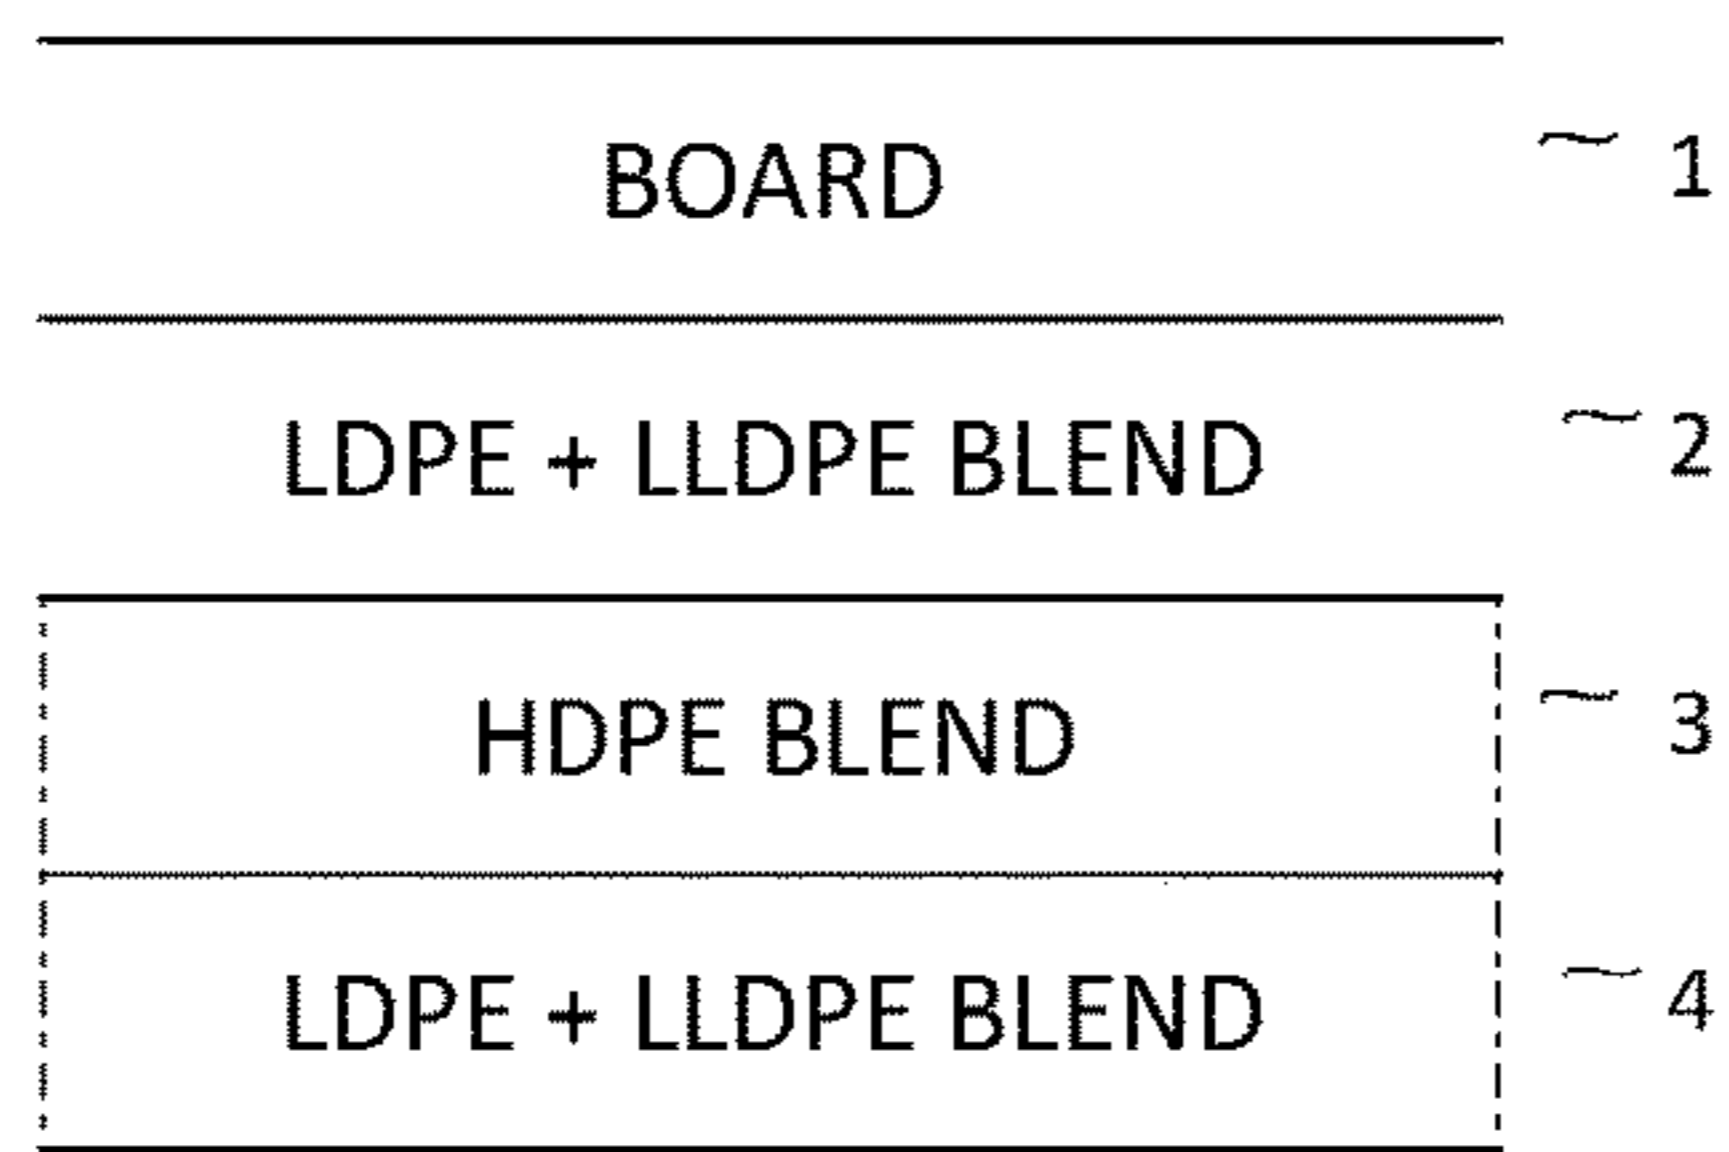 BOARD ~ 1
LDPE + LLDPE BLEND ~ 2
HDPE BLEND ~ 3
LDPE + LLDPE BLEND ~ 4